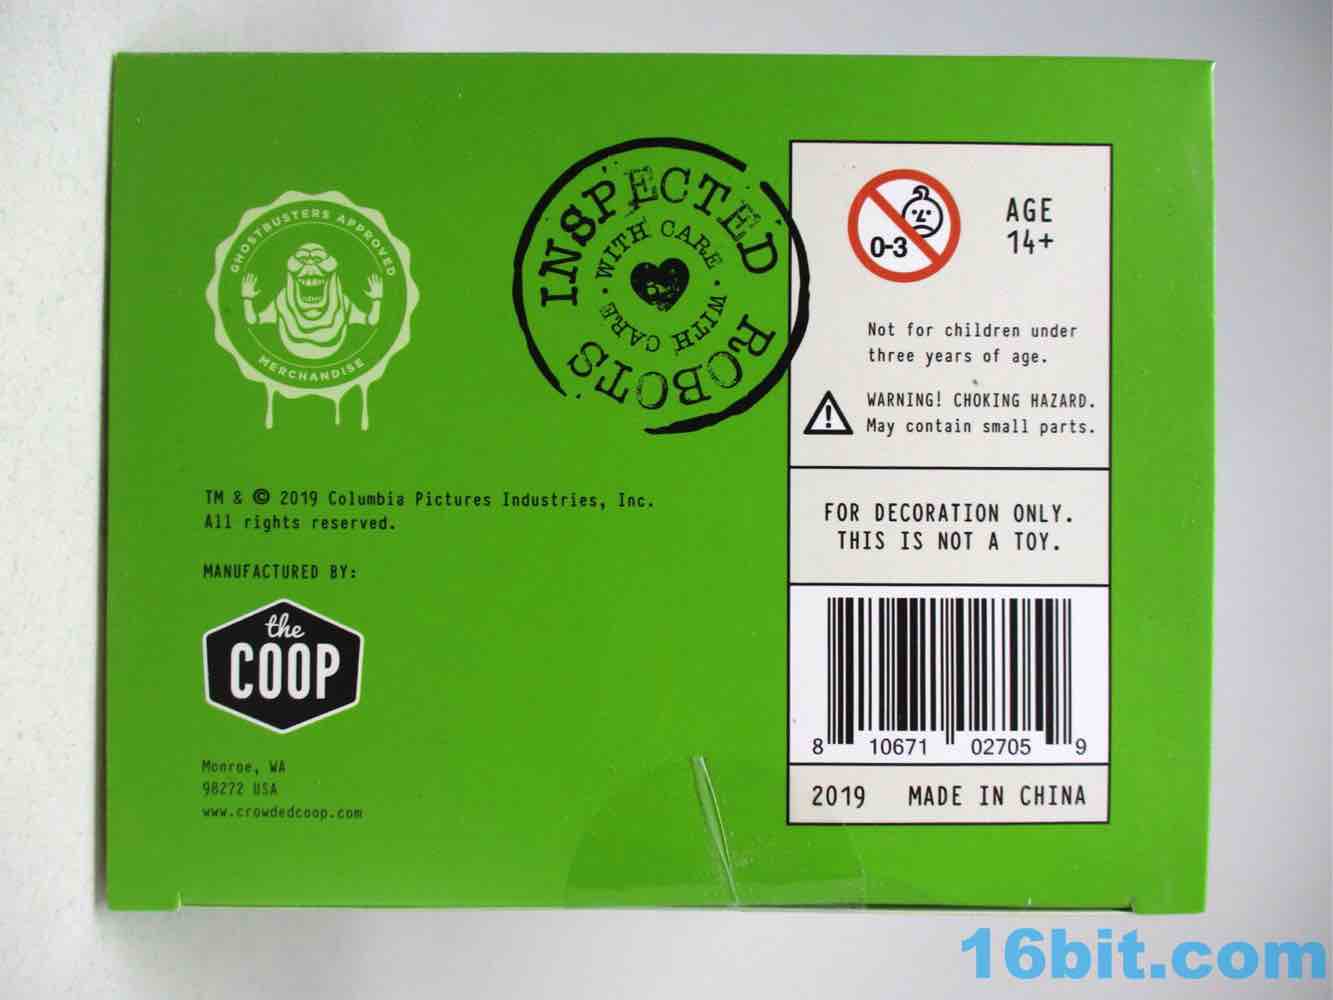 GHOSTBUSTERS APPROVED
MERCHANDISE
INSPECTED ROBOTS
WITH CARE · WITH CARE ·
0-3
AGE
14+
Not for children under
three years of age.
WARNING! CHOKING HAZARD.
May contain small parts.
FOR DECORATION ONLY.
THIS IS NOT A TOY.
8 10671 02705 9
2019 MADE IN CHINA
TM & © 2019 Columbia Pictures Industries, Inc.
All rights reserved.
MANUFACTURED BY:
the
COOP
Monroe, WA
98272 USA
www.crowdedcoop.com
16bit.com